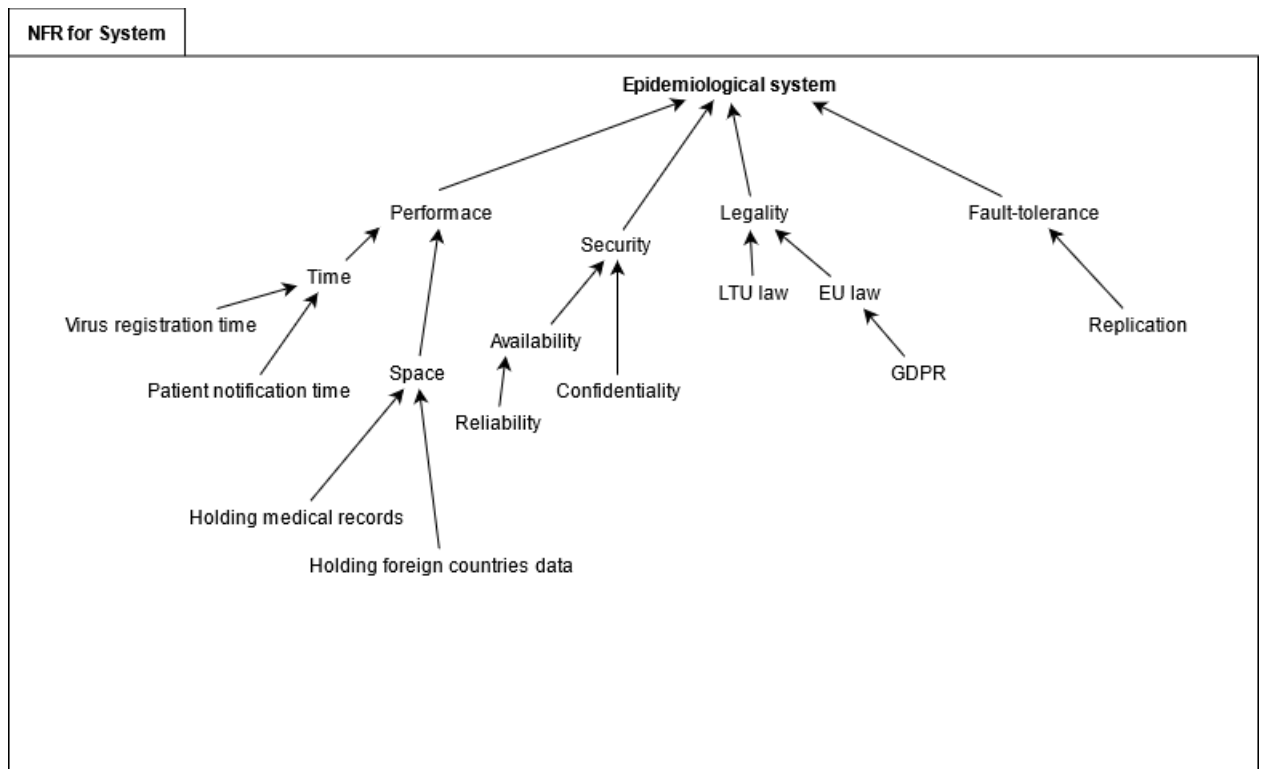 NFR for System
Epidemiological system
Performace
Legality
Fault-tolerance
Security
Time
LTU law
EU law
Virus registration time
Replication
Availability
Space
GDPR
Patient notification time
Confidentiality
Reliability
Holding medical records
Holding foreign countries data